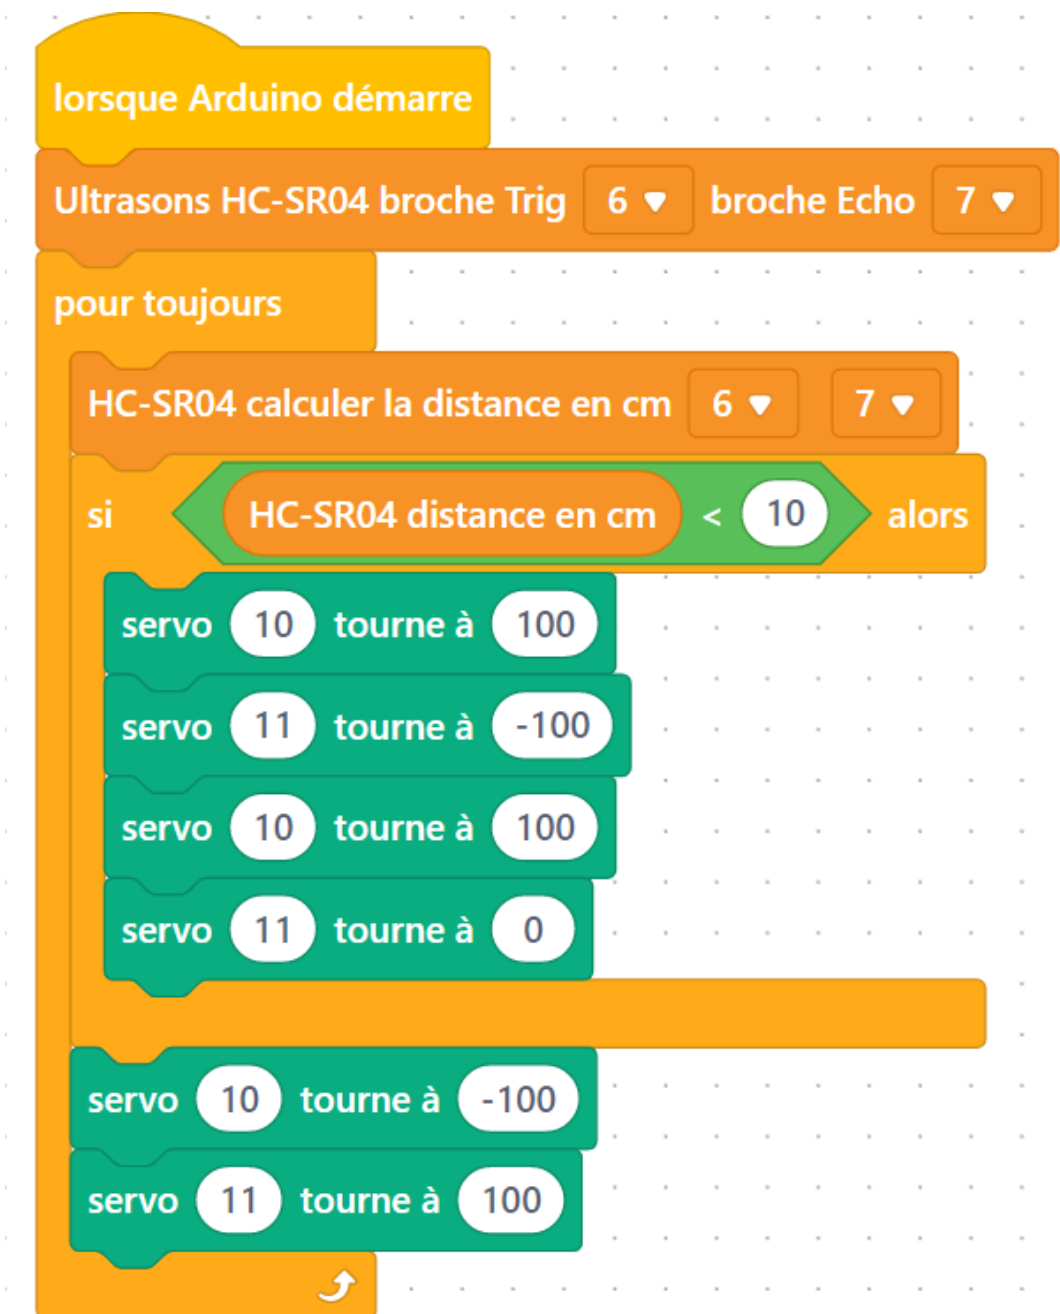 lorsque Arduino démarre
Ultrasons HC-SR04 broche Trig 6 broche Echo 7
pour toujours
HC-SR04 calculer la distance en cm 6 7
si HC-SR04 distance en cm < 10 alors
servo 10 tourne à 100
servo 11 tourne à -100
servo 10 tourne à 100
servo 11 tourne à 0
servo 10 tourne à -100
servo 11 tourne à 100